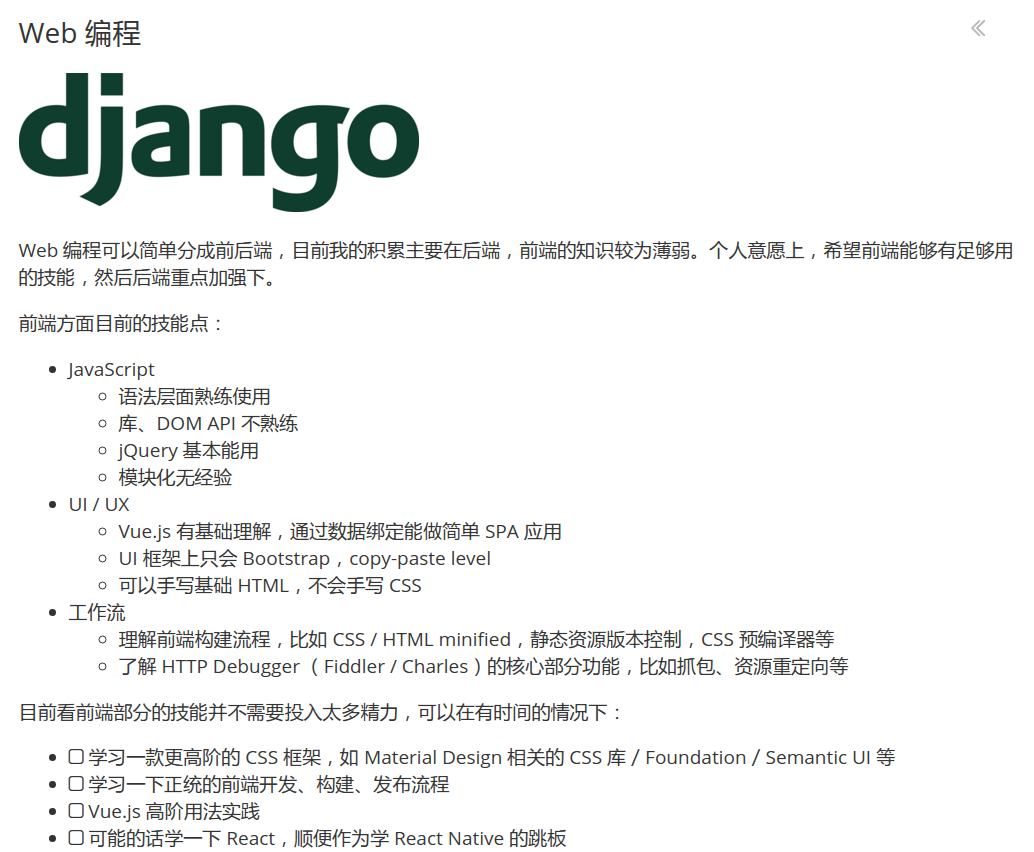 Web 编程
django
Web 编程可以简单分成前后端，目前我的积累主要在后端，前端的知识较为薄弱。个人意愿上，希望前端能够有足够用
的技能，然后后端重点加强下。
前端方面目前的技能点：
JavaScript
语法层面熟练使用
库、DOM API 不熟练
jQuery 基本能用
模块化无经验
UI / UX
Vue.js 有基础理解，通过数据绑定能做简单 SPA 应用
UI 框架上只会 Bootstrap，copy-paste level
可以手写基础 HTML，不会手写 CSS
工作流
理解前端构建流程，比如 CSS / HTML minified，静态资源版本控制，CSS 预编译器等
了解 HTTP Debugger （ Fiddler / Charles ）的核心部分功能，比如抓包、资源重定向等
目前看前端部分的技能并不需要投入太多精力，可以在有时间的情况下：
学习一款更高阶的 CSS 框架，如 Material Design 相关的 CSS 库 / Foundation / Semantic UI 等
学习一下正统的前端开发、构建、发布流程
Vue.js 高阶用法实践
可能的话学一下 React，顺便作为学 React Native 的跳板